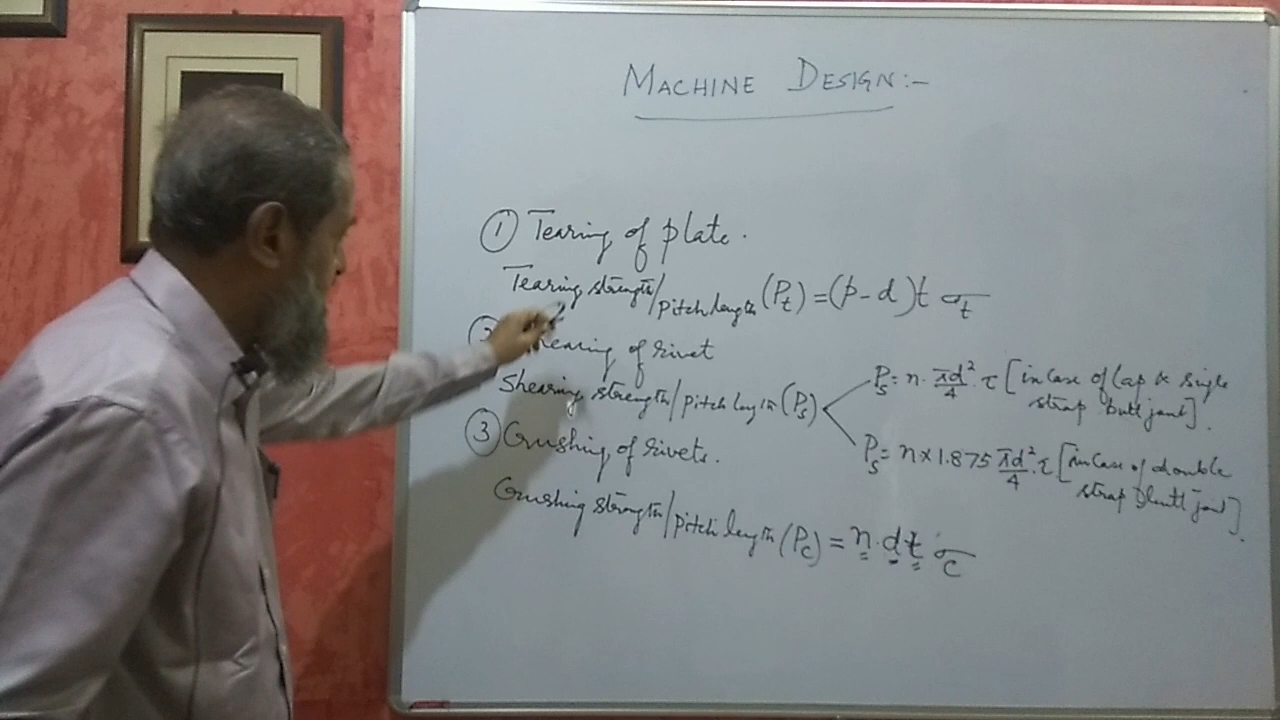 MACHINE DESIGN:-
① Tearing of plate.
Tearing strength/pitch length (Pt) = (p - d) t σt
② Shearing of rivet
Shearing strength/pitch length (Ps)
Ps = n. πd²/4 . τ [in case of lap & single
strap butt joint].
Ps = n x 1.875 πd²/4 . τ [in case of double
strap butt joint].
③ Crushing of rivets.
Crushing strength/pitch length (Pc) = n.d.t σc